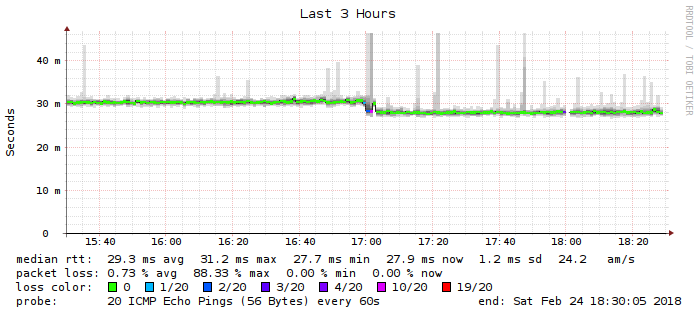 Last 3 Hours
RRDTOOL / TOBI OETIKER
Seconds
40 m
30 m
20 m
10 m
0
15:40 16:00 16:20 16:40 17:00 17:20 17:40 18:00 18:20
median rtt: 29.3 ms avg 31.2 ms max 27.7 ms min 27.9 ms now 1.2 ms sd 24.2 am/s
packet loss: 0.73 % avg 88.33 % max 0.00 % min 0.00 % now
loss color: 0 1/20 2/20 3/20 4/20 10/20 19/20
probe: 20 ICMP Echo Pings (56 Bytes) every 60s end: Sat Feb 24 18:30:05 2018